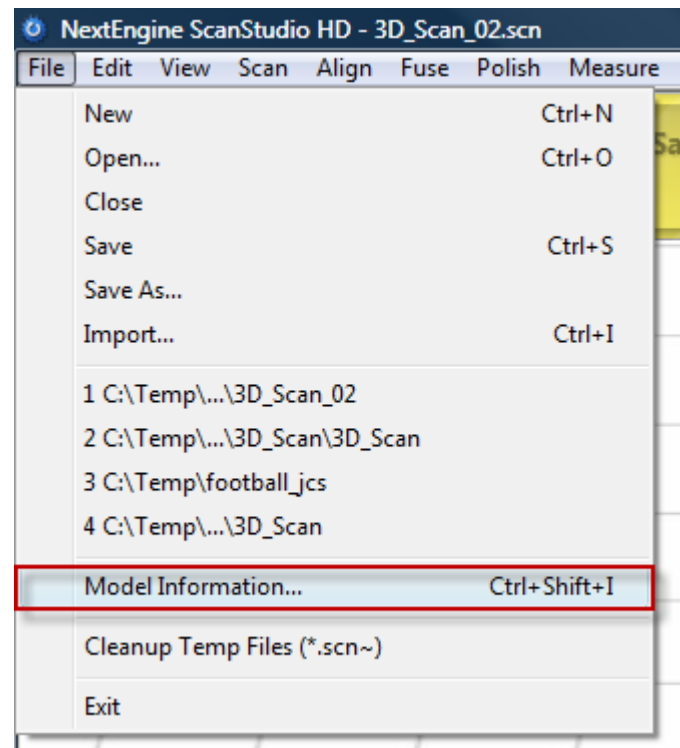 NextEngine ScanStudio HD - 3D_Scan_02.scn
File Edit View Scan Align Fuse Polish Measure
New Ctrl+N
Open... Ctrl+O
Close
Save Ctrl+S
Save As...
Import... Ctrl+I
1 C:\Temp\...\3D_Scan_02
2 C:\Temp\...\3D_Scan\3D_Scan
3 C:\Temp\football_jcs
4 C:\Temp\...\3D_Scan
Model Information... Ctrl+Shift+I
Cleanup Temp Files (*.scn~)
Exit